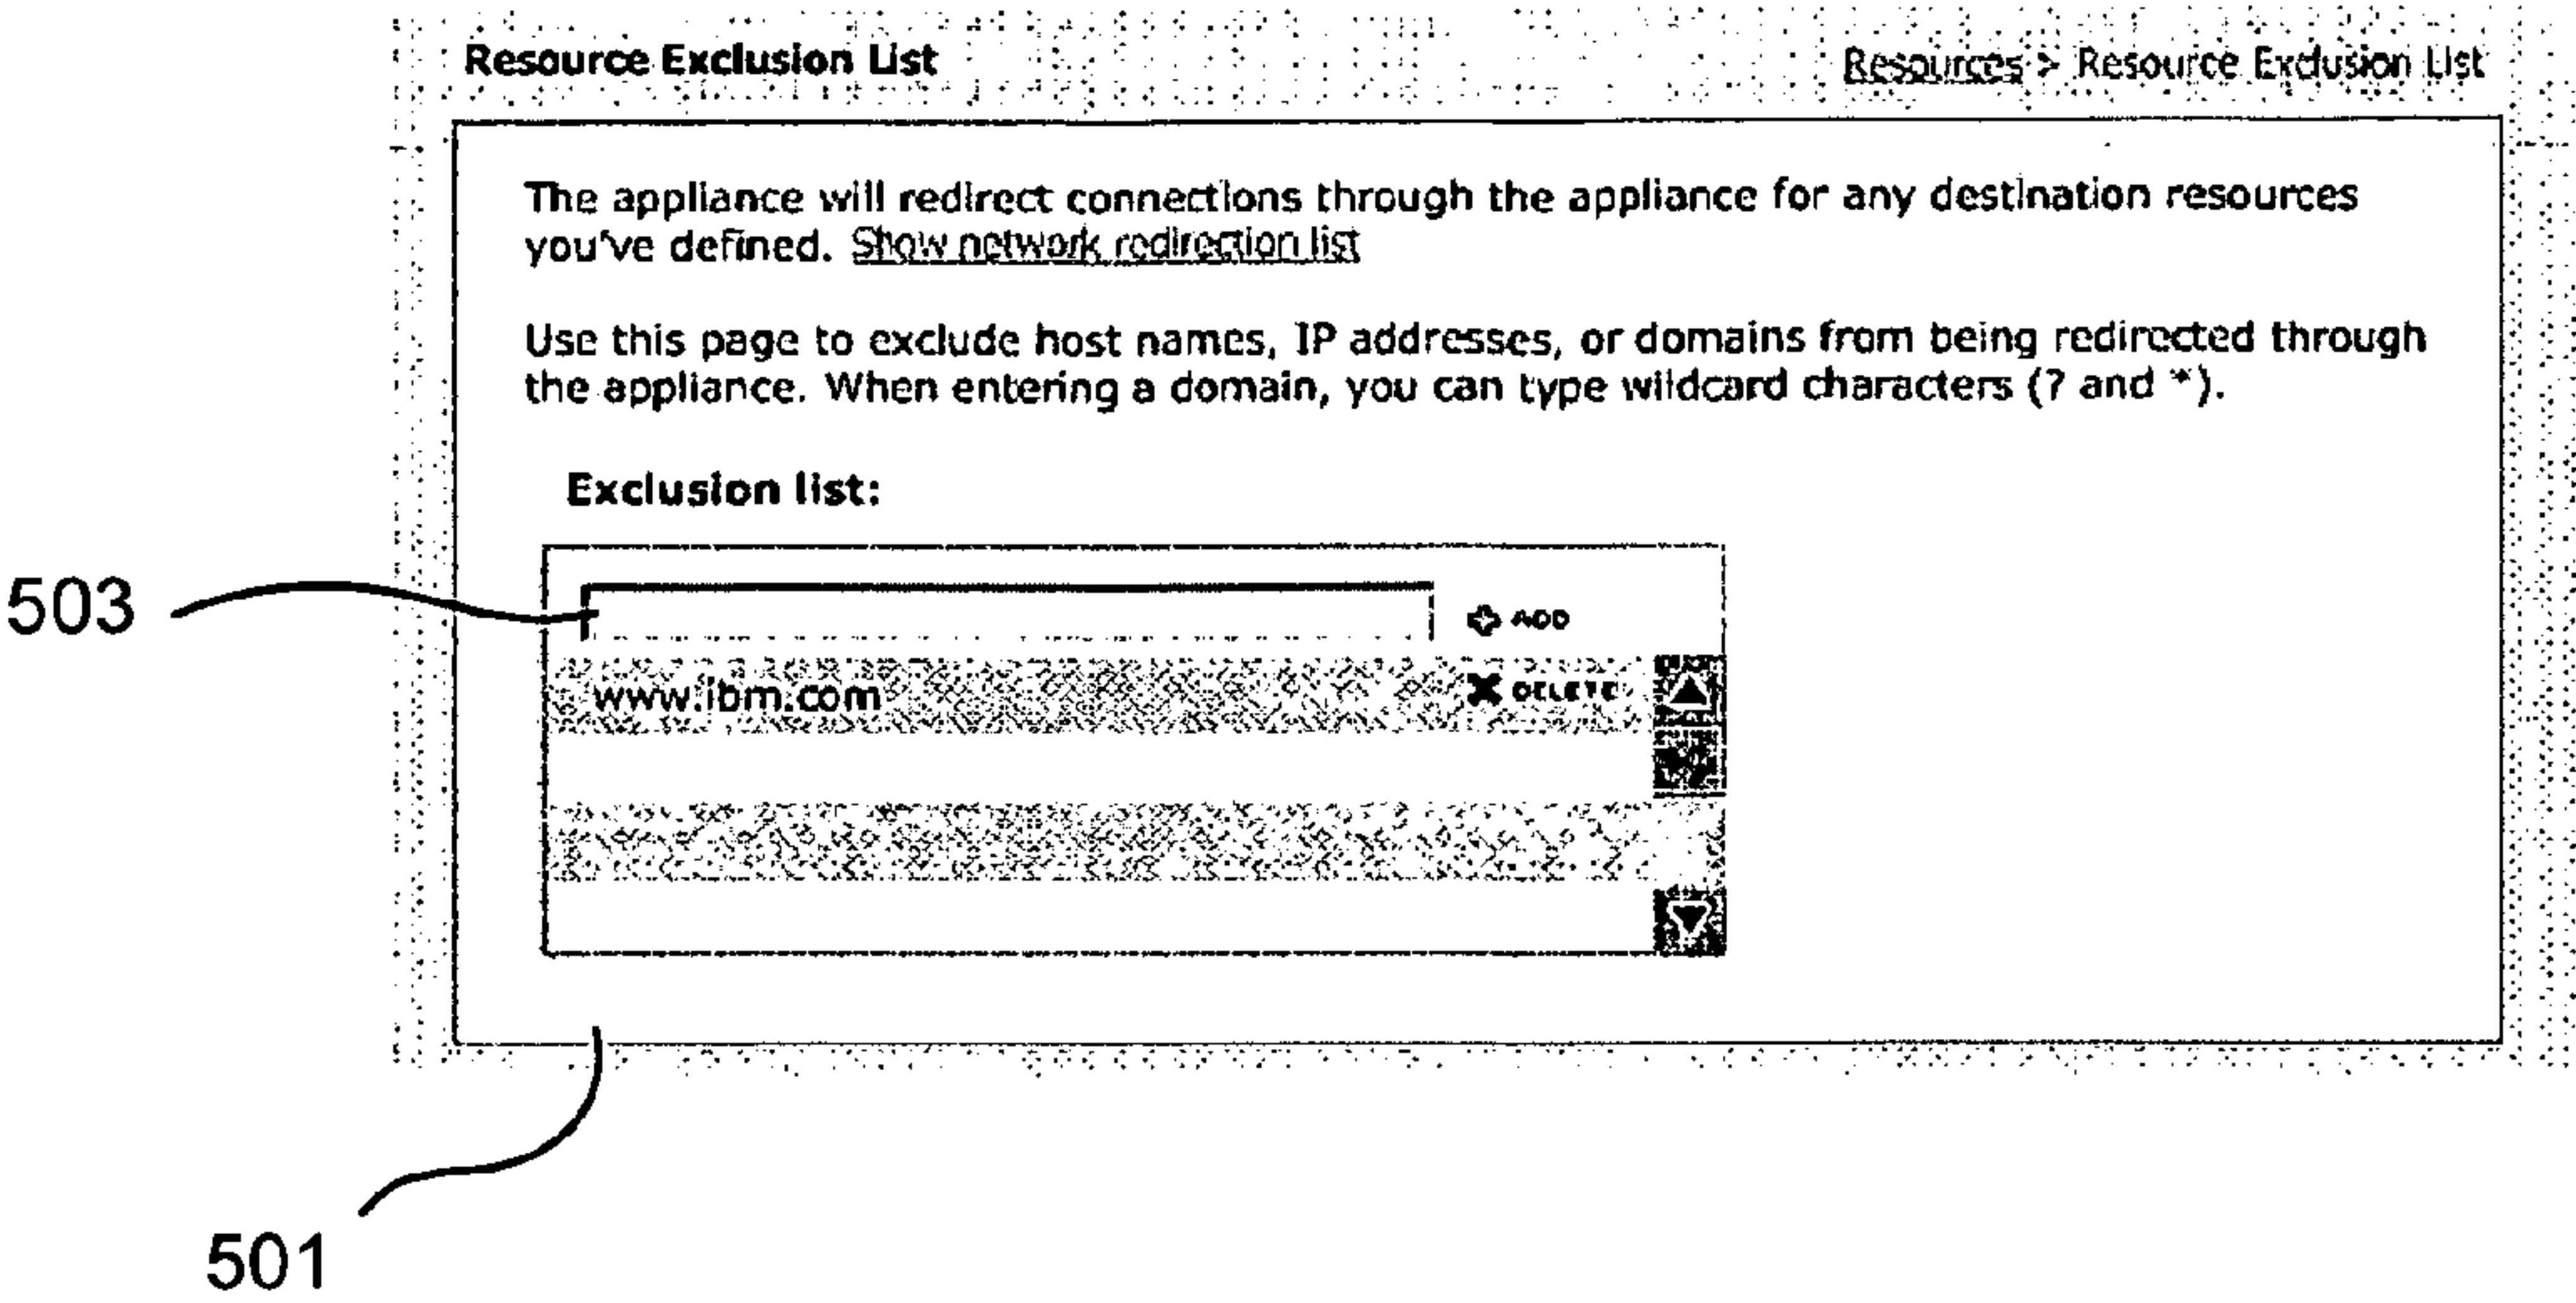 Resource Exclusion List
Resources > Resource Exclusion List
The appliance will redirect connections through the appliance for any destination resources
you've defined. Show network redirection list
Use this page to exclude host names, IP addresses, or domains from being redirected through
the appliance. When entering a domain, you can type wildcard characters (? and *).
Exclusion list:
503
ADD
www.ibm.com
DELETE
501